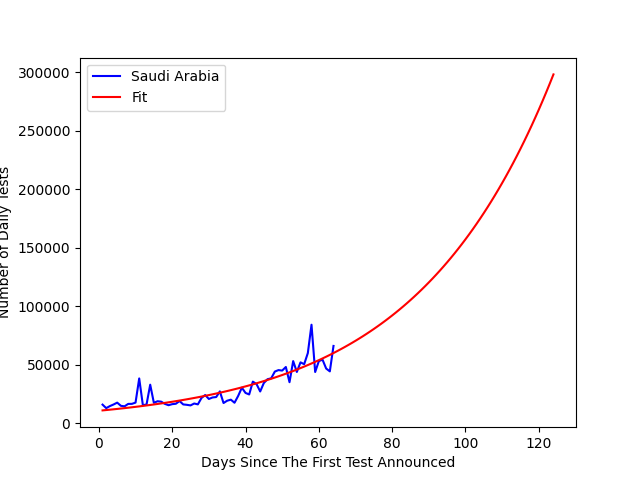 Saudi Arabia
Fit
300000
250000
200000
150000
100000
50000
0
Number of Daily Tests
0 20 40 60 80 100 120
Days Since The First Test Announced